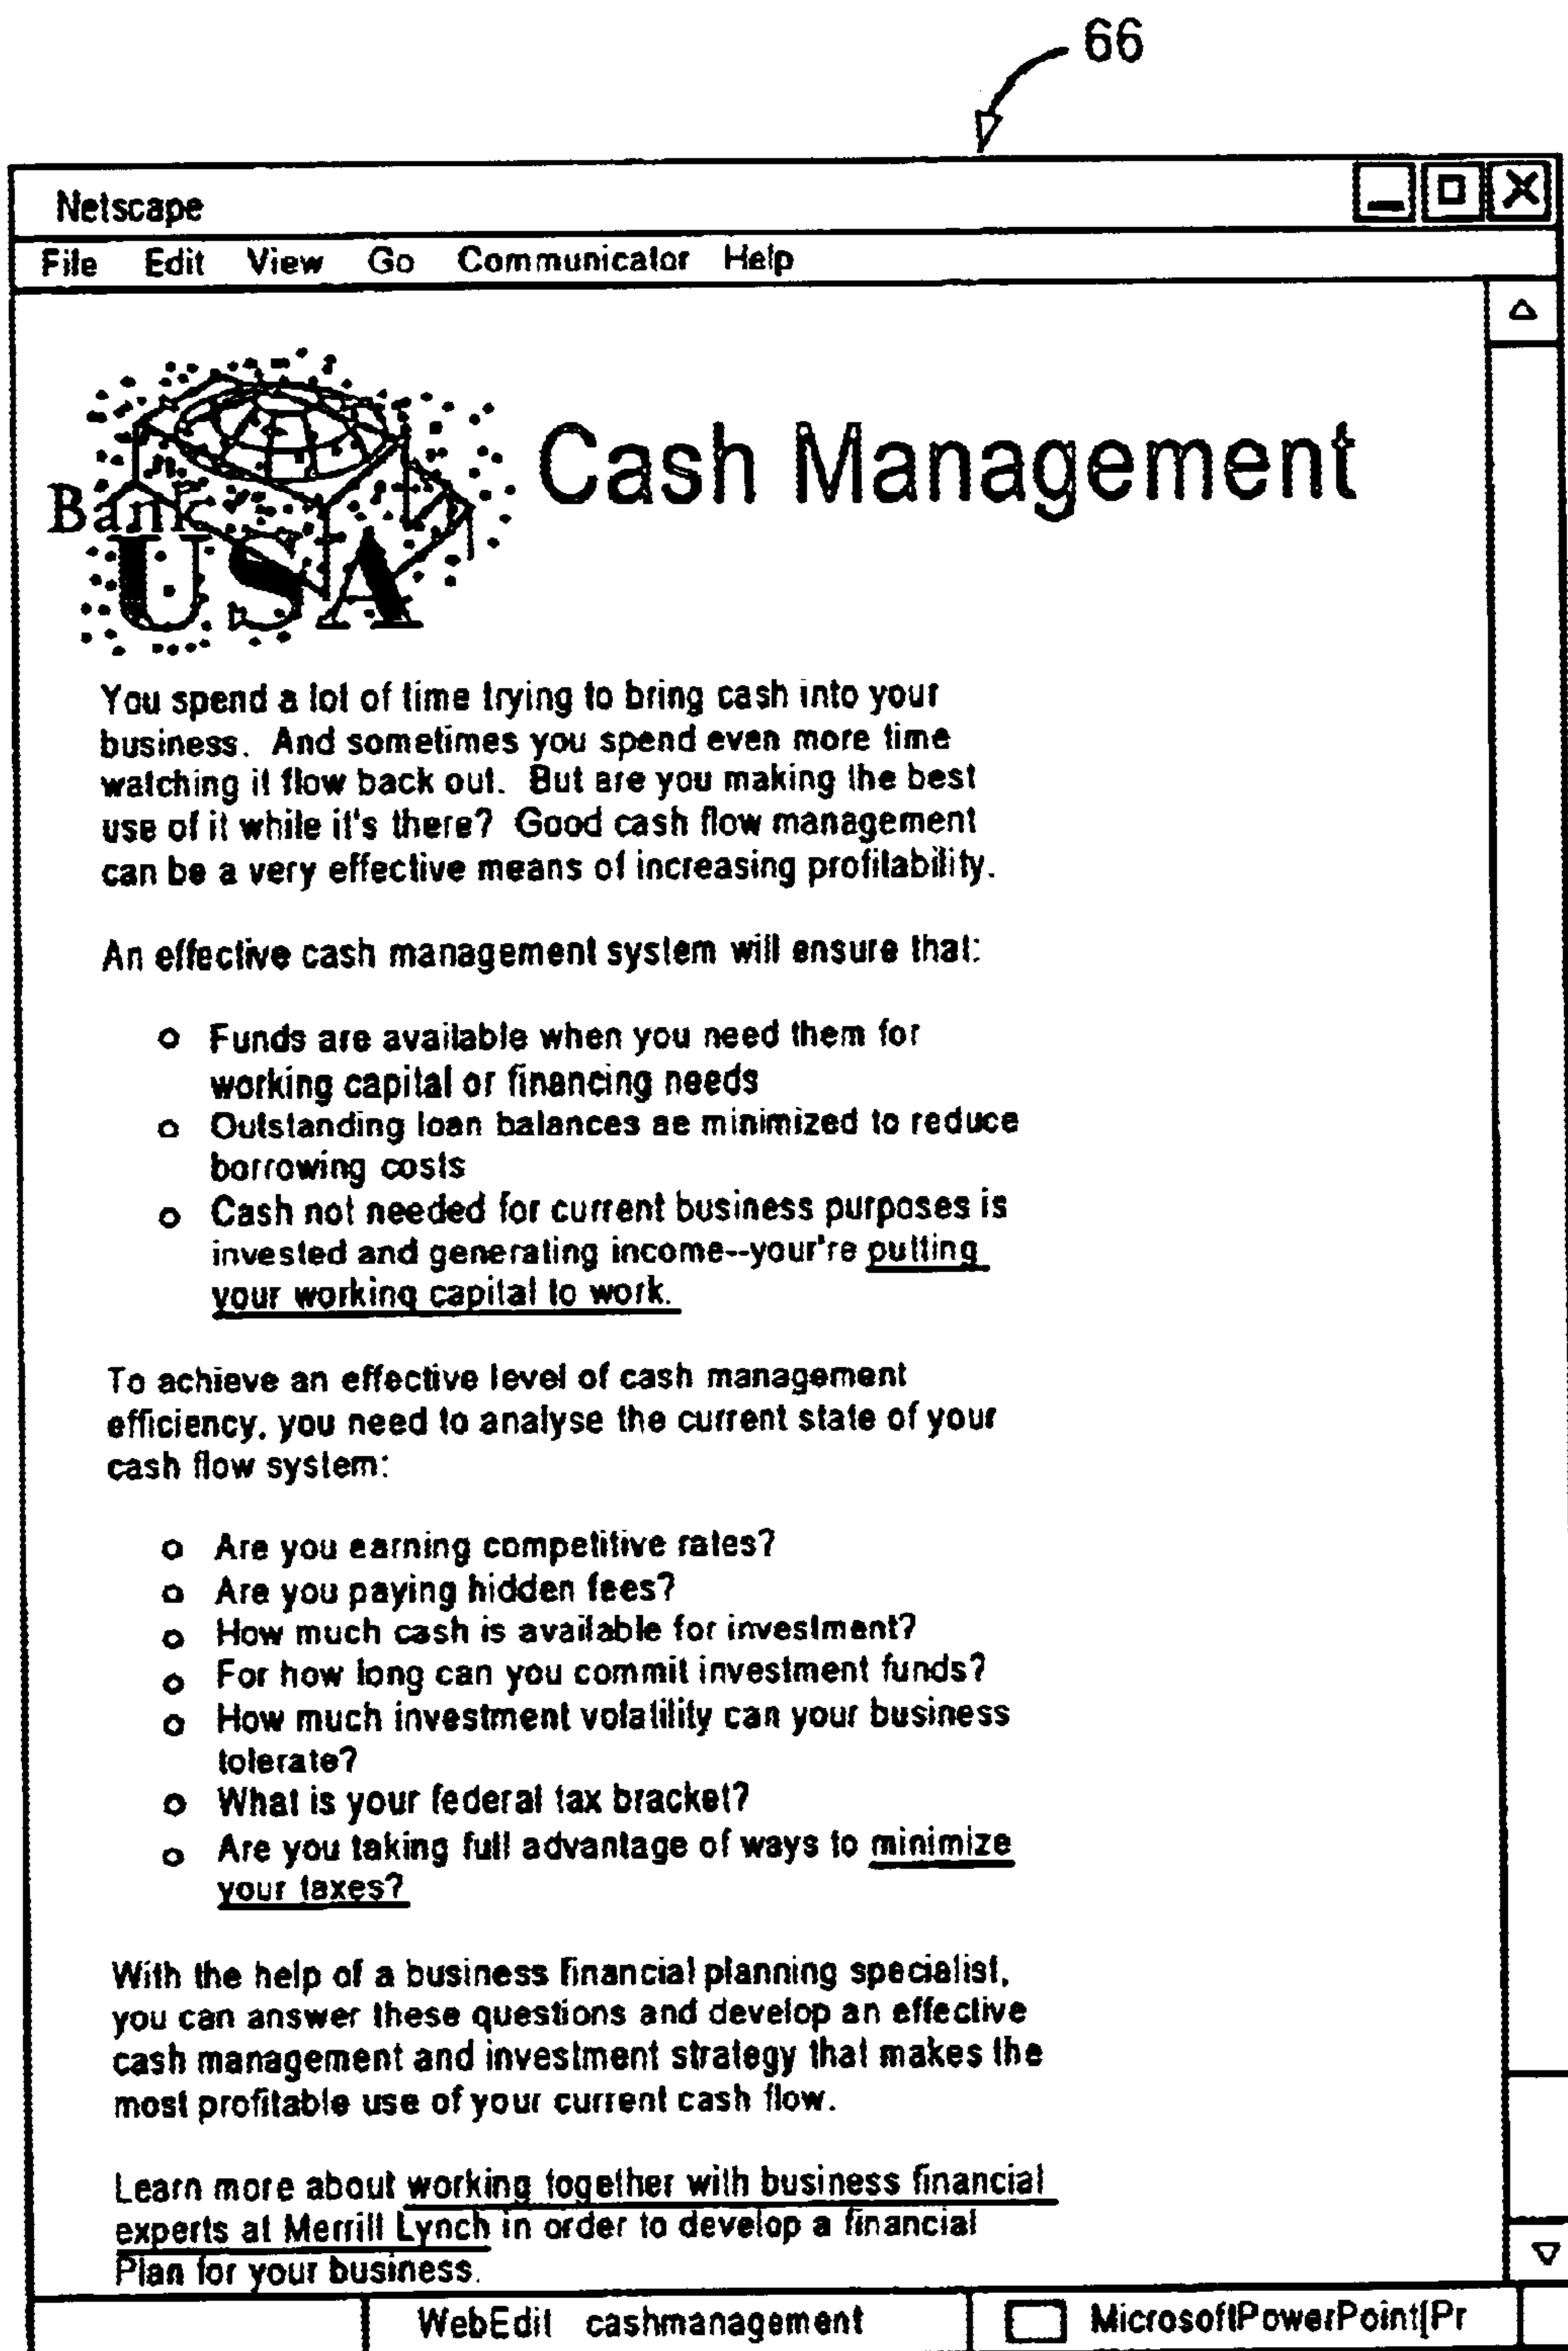 66
Netscape
File Edit View Go Communicator Help
Bank
USA
Cash Management
You spend a lot of time trying to bring cash into your
business. And sometimes you spend even more time
watching it flow back out. But are you making the best
use of it while it's there? Good cash flow management
can be a very effective means of increasing profitability.
An effective cash management system will ensure that:
o Funds are available when you need them for
working capital or financing needs
o Outstanding loan balances ae minimized to reduce
borrowing costs
o Cash not needed for current business purposes is
invested and generating income--your're putting
your working capital to work.
To achieve an effective level of cash management
efficiency, you need to analyse the current state of your
cash flow system:
o Are you earning competitive rates?
o Are you paying hidden fees?
o How much cash is available for investment?
o For how long can you commit investment funds?
o How much investment volatility can your business
tolerate?
o What is your federal tax bracket?
o Are you taking full advantage of ways to minimize
your taxes?
With the help of a business financial planning specialist,
you can answer these questions and develop an effective
cash management and investment strategy that makes the
most profitable use of your current cash flow.
Learn more about working together with business financial
experts at Merrill Lynch in order to develop a financial
Plan for your business.
WebEdit cashmanagement MicrosoftPowerPoint[Pr